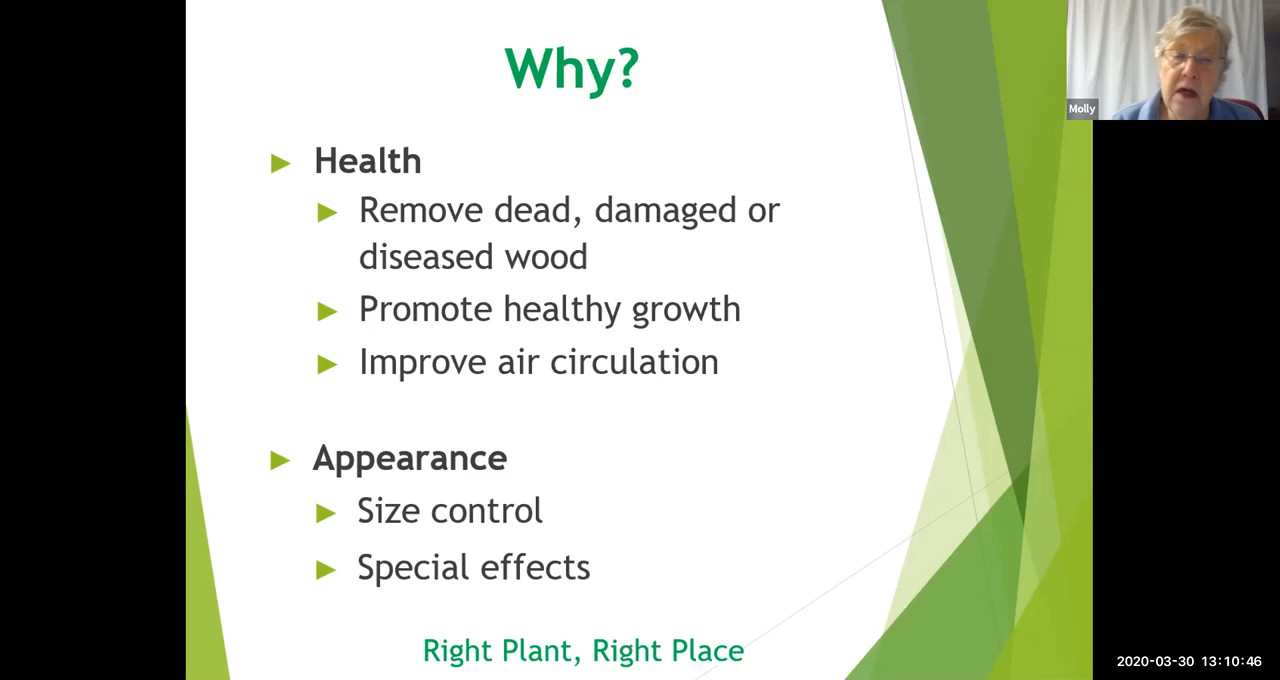 Why?
Molly
Health
Remove dead, damaged or
diseased wood
Promote healthy growth
Improve air circulation
Appearance
Size control
Special effects
Right Plant, Right Place
2020-03-30 13:10:46